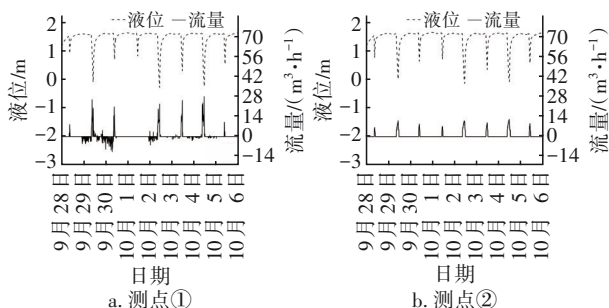 ---液位 —流量
液位/m
2
1
0
−1
−2
−3
70
56
42
28
14
0
−14
流量/(m³·h⁻¹)
9月28日
9月29日
9月30日
10月1日
10月2日
10月3日
10月4日
10月5日
10月6日
日期
a. 测点①
---液位 —流量
液位/m
2
1
0
−1
−2
−3
70
56
42
28
14
0
−14
流量/(m³·h⁻¹)
9月28日
9月29日
9月30日
10月1日
10月2日
10月3日
10月4日
10月5日
10月6日
日期
b. 测点②